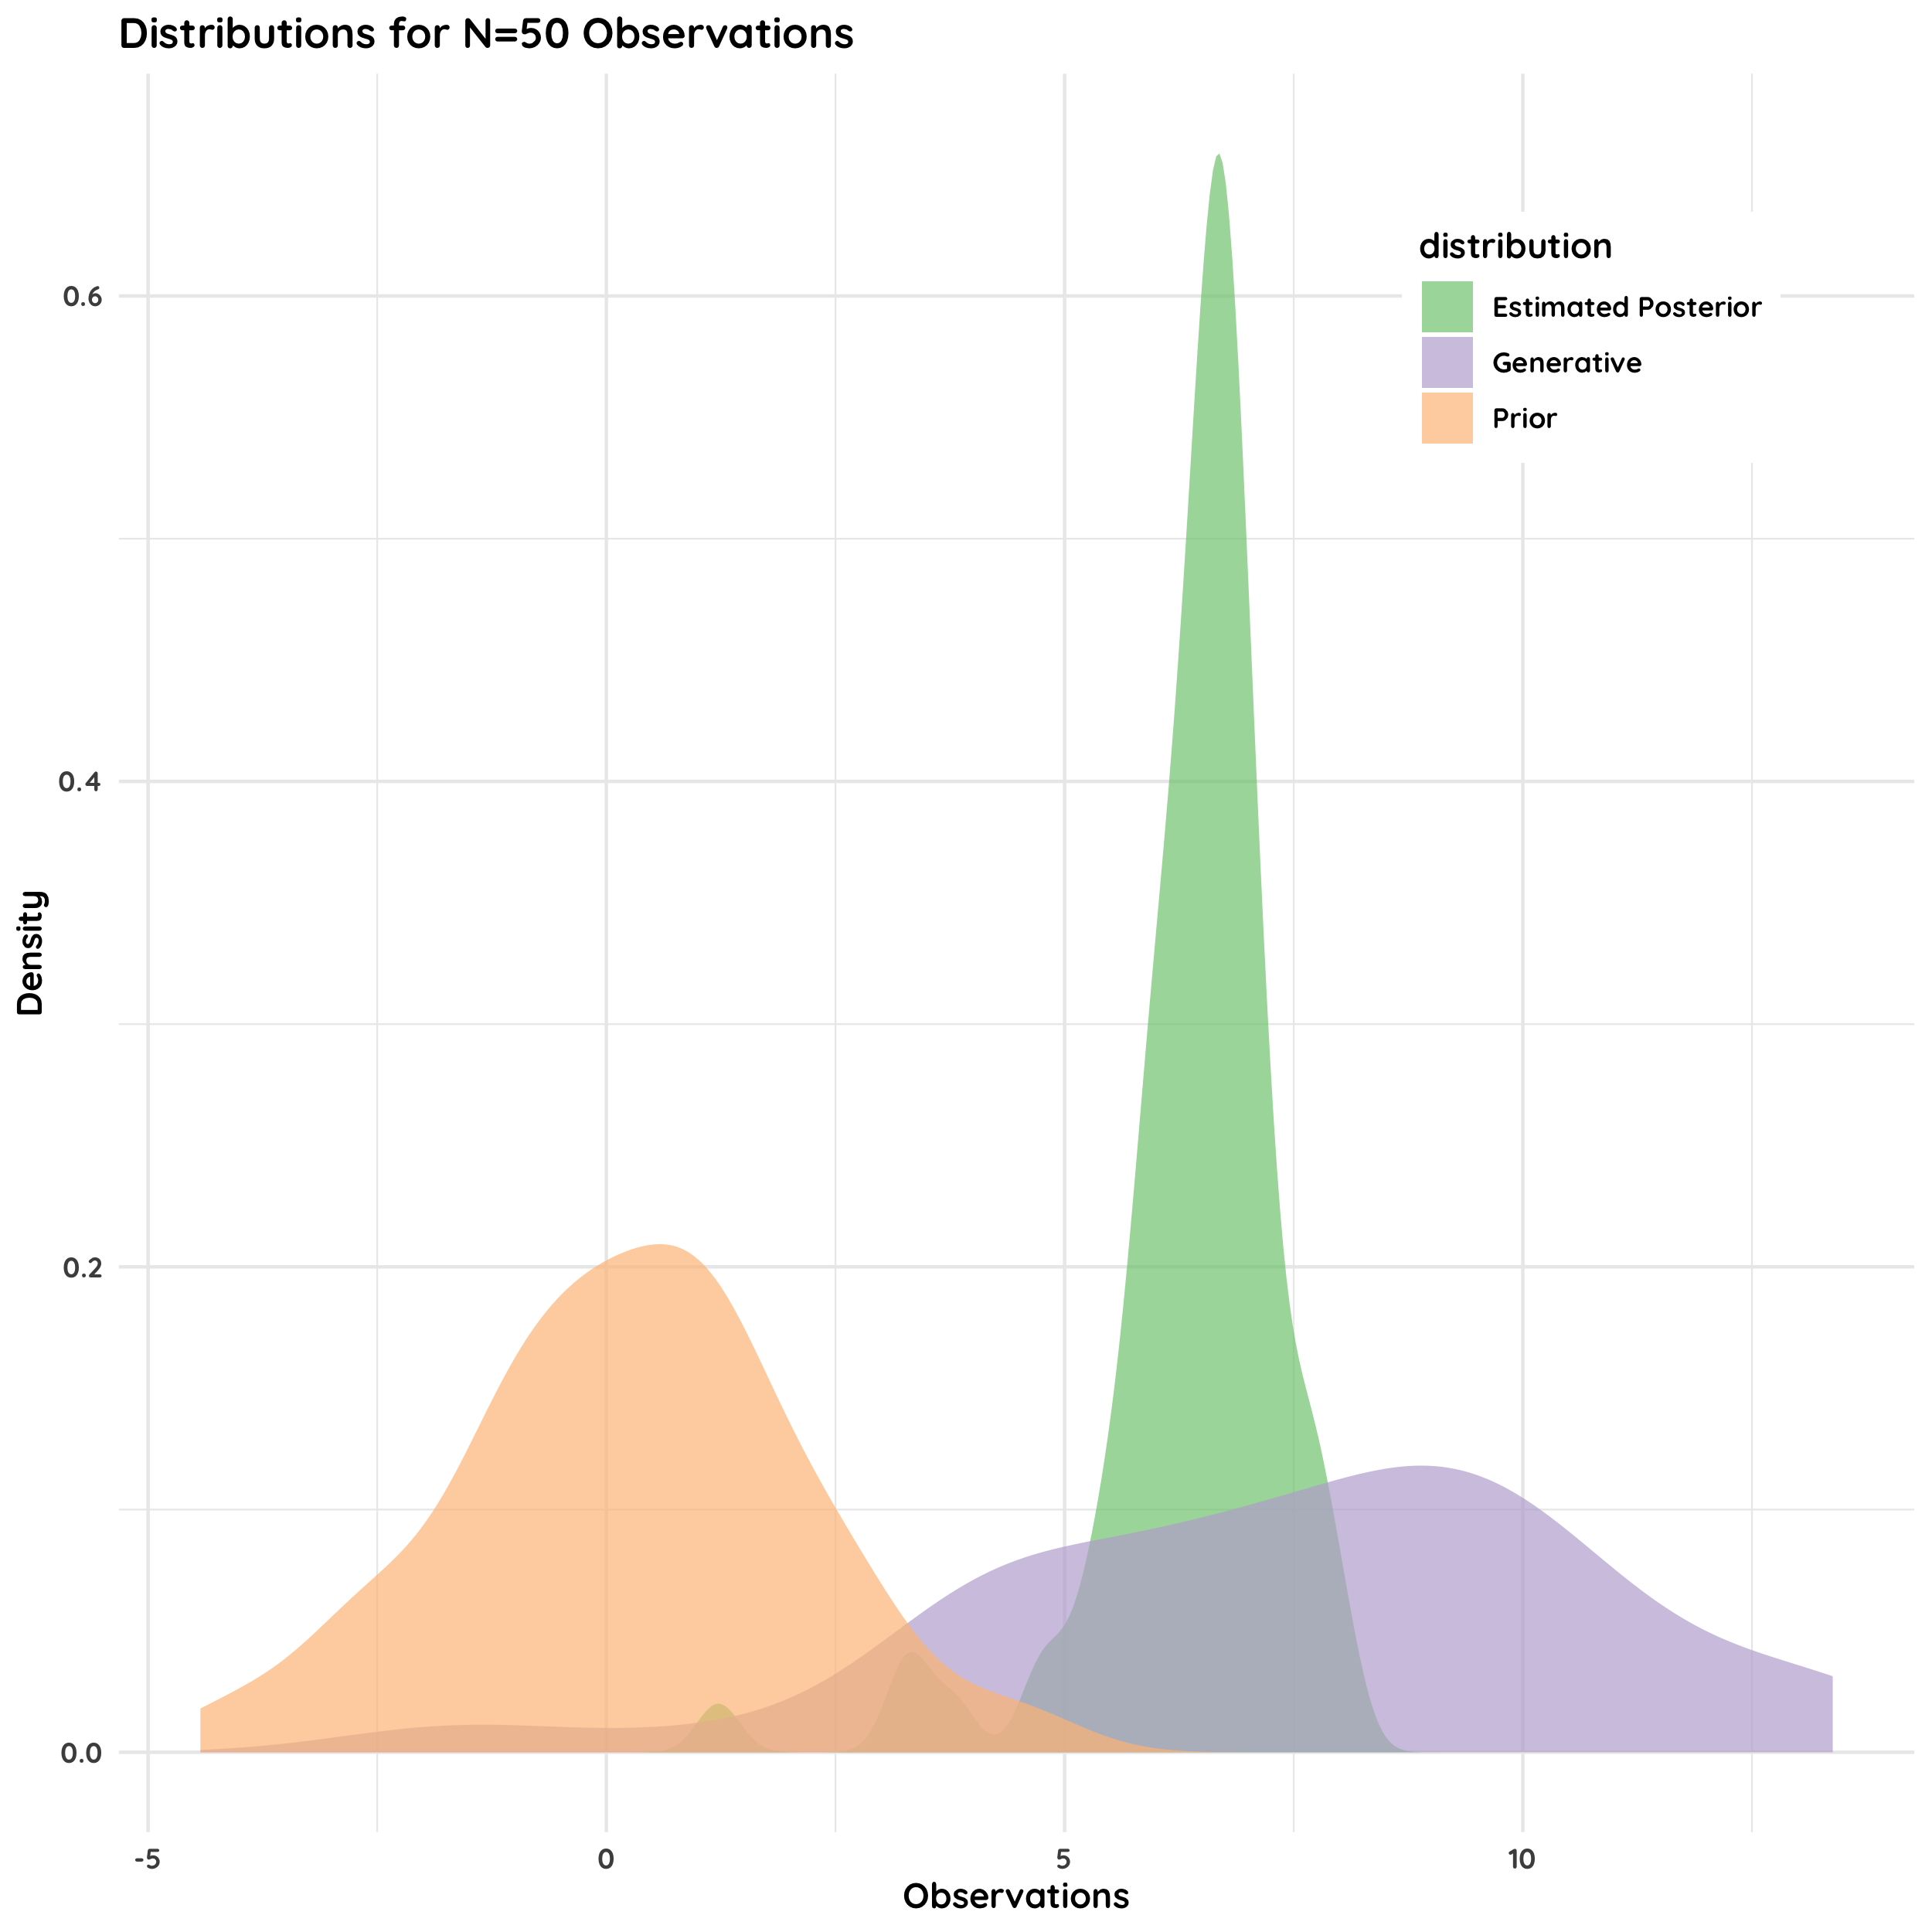 Distributions for N=50 Observations
distribution
Estimated Posterior
Generative
Prior
0.6
0.4
0.2
0.0
Density
-5
0
5
10
Observations